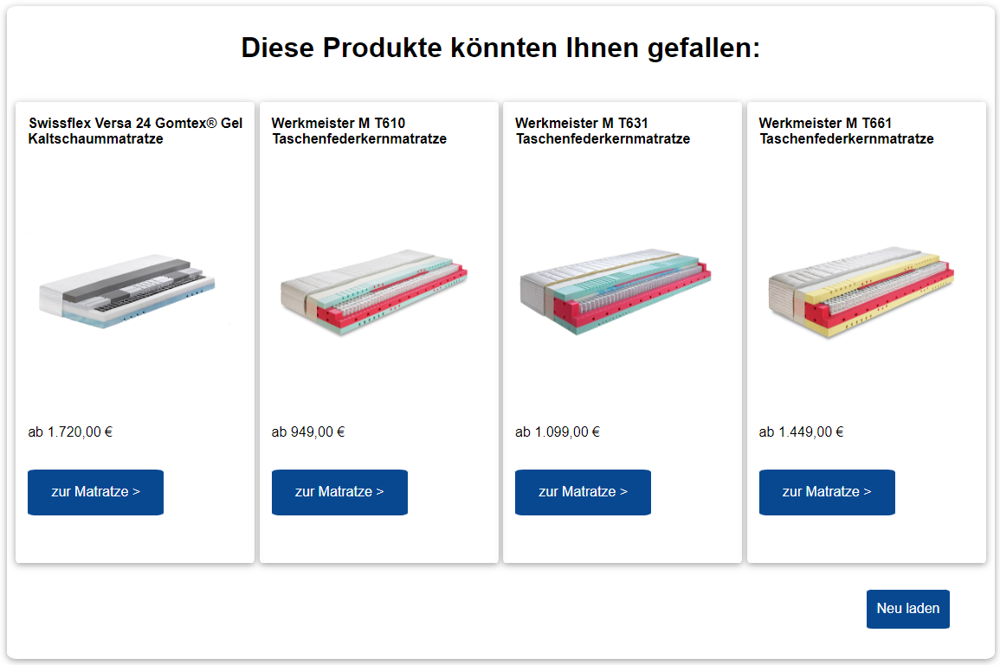 Diese Produkte könnten Ihnen gefallen:
Swissflex Versa 24 Gomtex® Gel
Kaltschaummatratze
ab 1.720,00 €
zur Matratze >
Werkmeister M T610
Taschenfederkernmatratze
ab 949,00 €
zur Matratze >
Werkmeister M T631
Taschenfederkernmatratze
ab 1.099,00 €
zur Matratze >
Werkmeister M T661
Taschenfederkernmatratze
ab 1.449,00 €
zur Matratze >
Neu laden